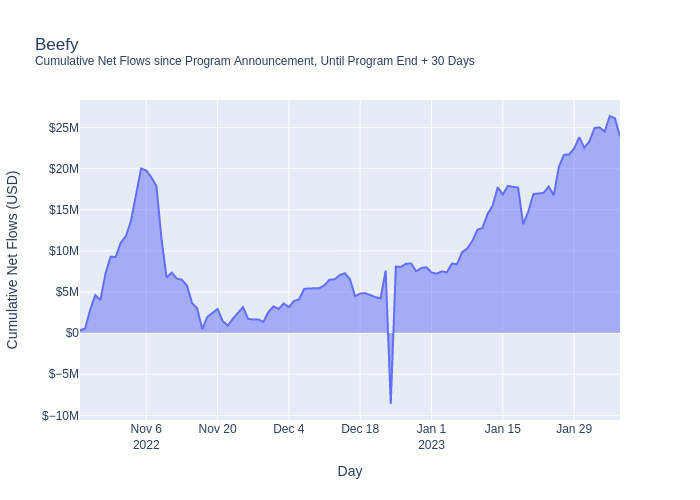 Beefy
Cumulative Net Flows since Program Announcement, Until Program End + 30 Days
Cumulative Net Flows (USD)
$25M
$20M
$15M
$10M
$5M
$0
$−5M
$−10M
Nov 6
2022
Nov 20
Dec 4
Dec 18
Jan 1
2023
Jan 15
Jan 29
Day